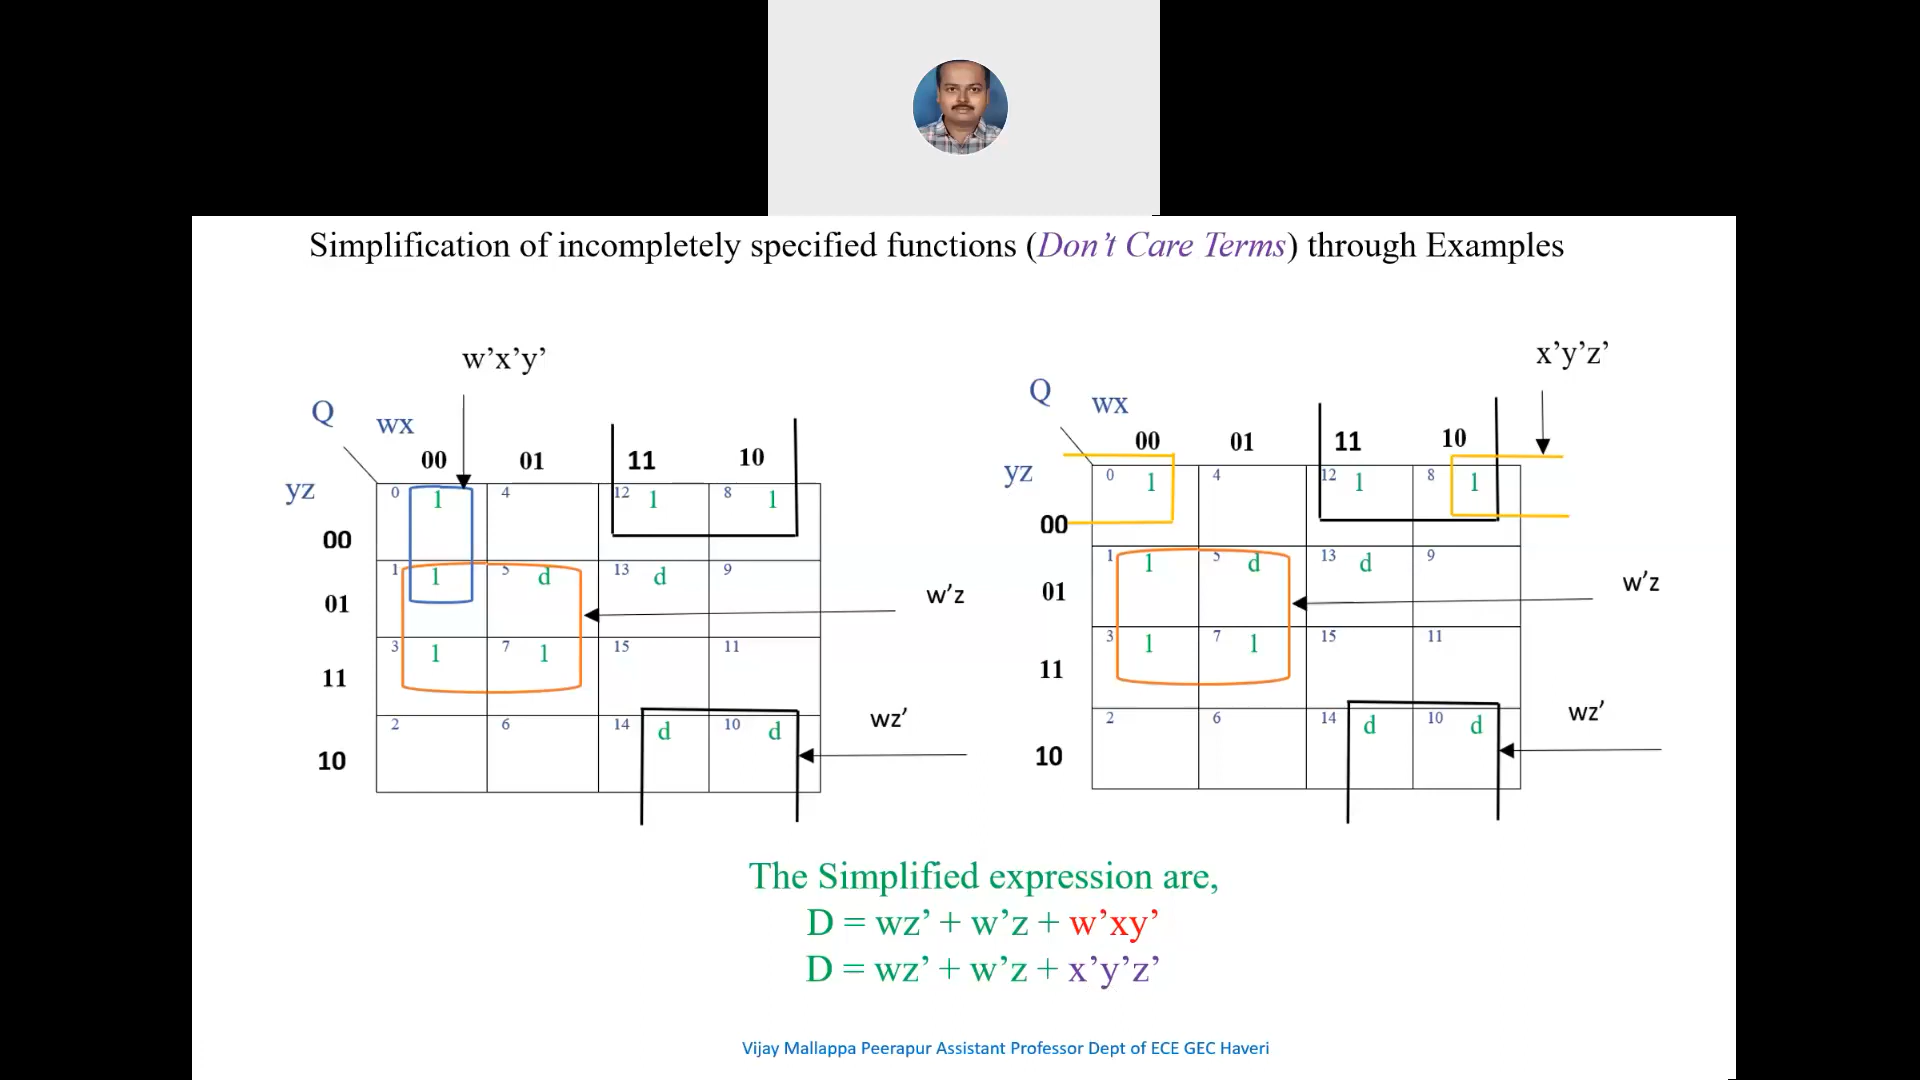 Simplification of incompletely specified functions (Don't Care Terms) through Examples
w'x'y'
Q
wx
00 01 11 10
yz
0 1 4 12 1 8 1
00
1 1 5 d 13 d 9
01
3 1 7 1 15 11
11
2 6 14 d 10 d
10
w'z
wz'
x'y'z'
Q
wx
00 01 11 10
yz
0 1 4 12 1 8 1
00
1 1 5 d 13 d 9
01
3 1 7 1 15 11
11
2 6 14 d 10 d
10
w'z
wz'
The Simplified expression are,
D = wz' + w'z + w'xy'
D = wz' + w'z + x'y'z'
Vijay Mallappa Peerapur Assistant Professor Dept of ECE GEC Haveri